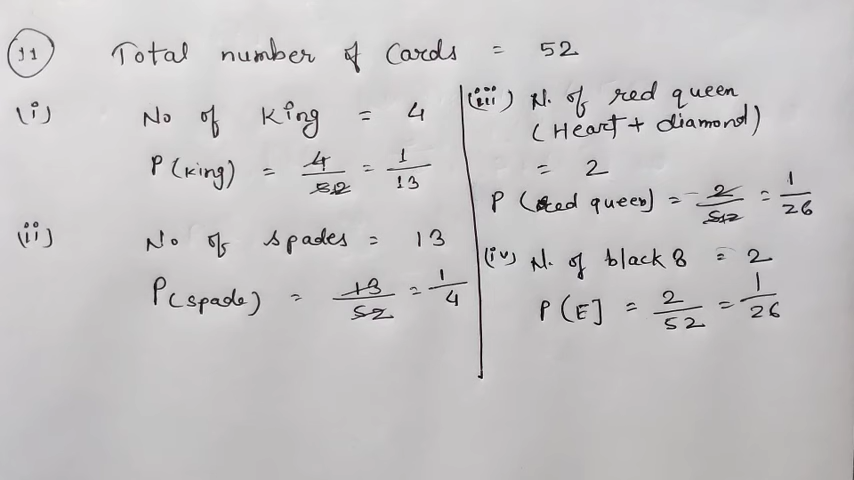 11 Total number of Cards = 52
(i) No of King = 4
P(king) = 4/52 = 1/13
(ii) No of spades = 13
P(spade) = 13/52 = 1/4
(iii) N. of red queen
(Heart + diamond)
= 2
P (red queen) = 2/52 = 1/26
(iv) N. of black 8 = 2
P(E] = 2/52 = 1/26